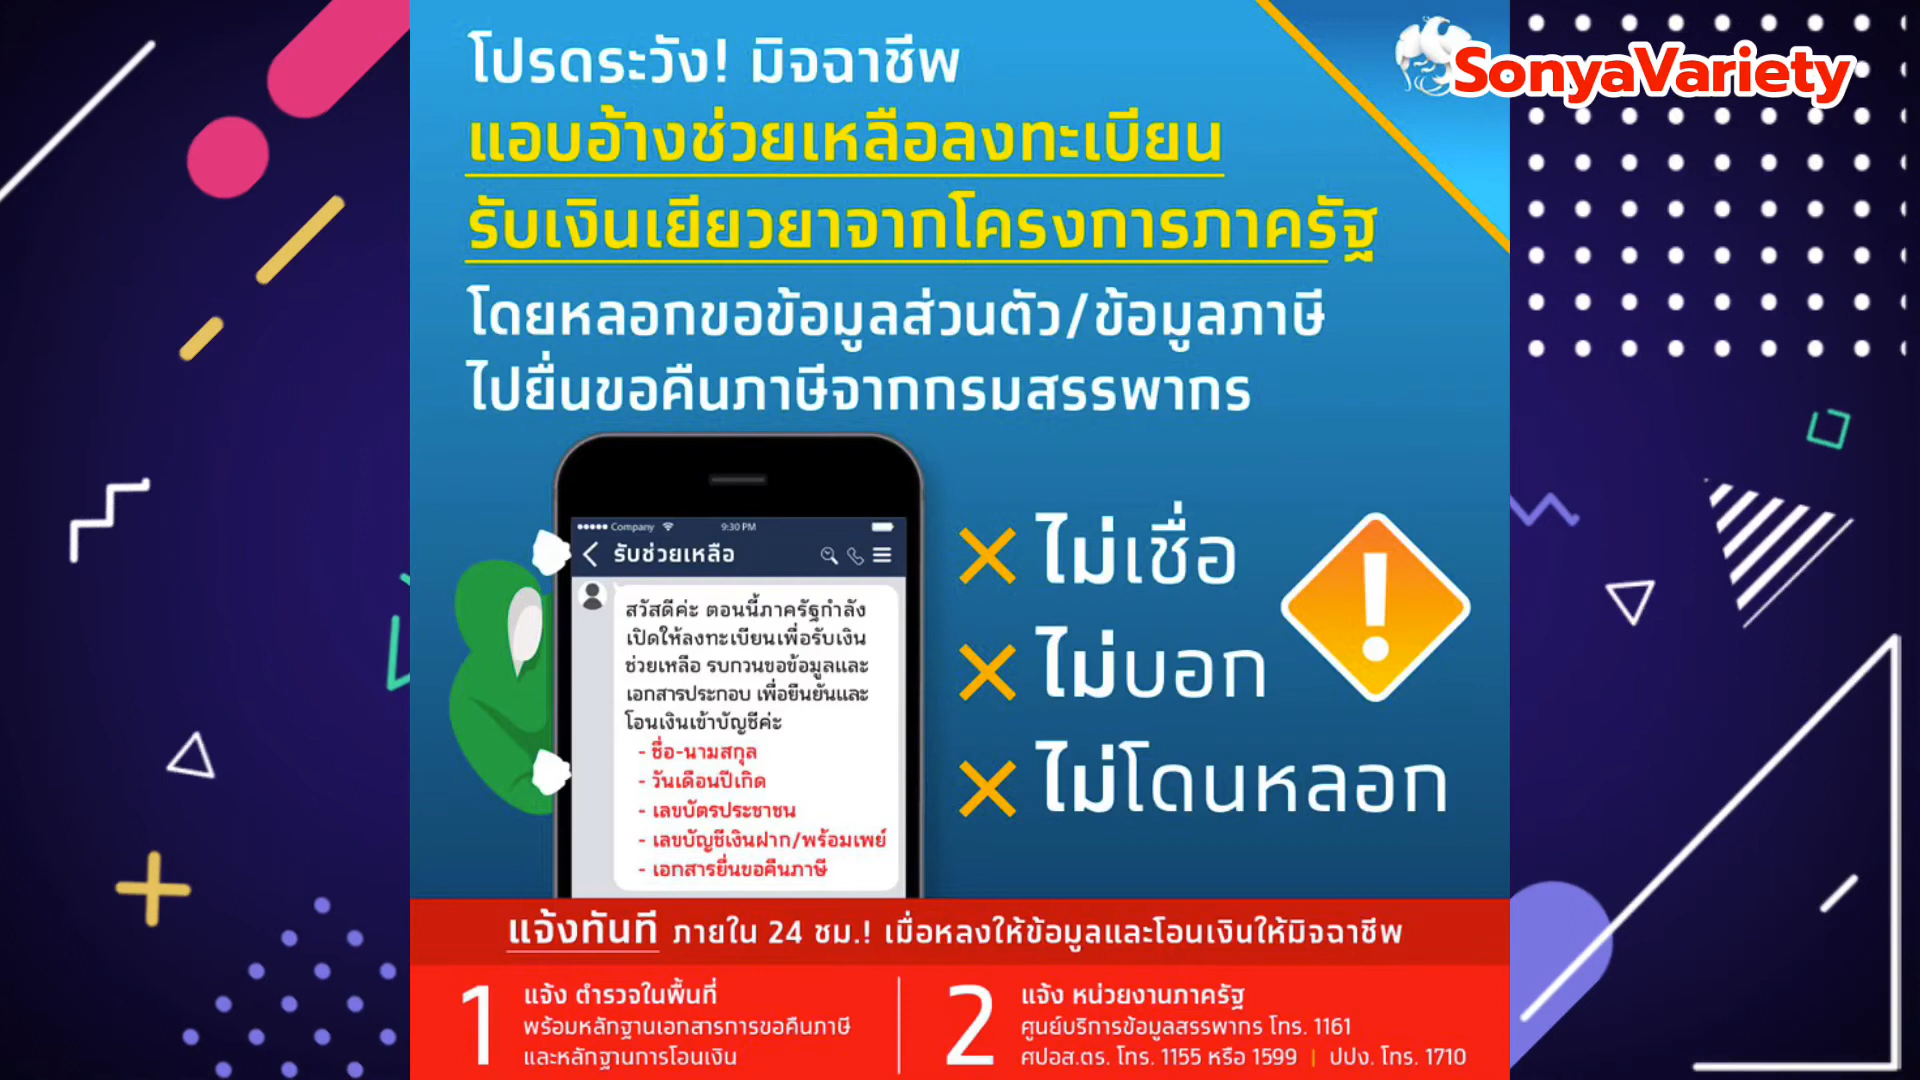 โปรดระวัง! มิจฉาชีพ
แอบอ้างช่วยเหลือลงทะเบียน
รับเงินเยียวยาจากโครงการภาครัฐ
โดยหลอกขอข้อมูลส่วนตัว/ข้อมูลภาษี
ไปยื่นขอคืนภาษีจากกรมสรรพากร
SonyaVariety
Company 9:30 PM
รับช่วยเหลือ
สวัสดีค่ะ ตอนนี้ภาครัฐกำลัง
เปิดให้ลงทะเบียนเพื่อรับเงิน
ช่วยเหลือ รบกวนขอข้อมูลและ
เอกสารประกอบ เพื่อยืนยันและ
โอนเงินเข้าบัญชีค่ะ
- ชื่อ-นามสกุล
- วันเดือนปีเกิด
- เลขบัตรประชาชน
- เลขบัญชีเงินฝาก/พร้อมเพย์
- เอกสารยื่นขอคืนภาษี
ไม่เชื่อ
ไม่บอก
ไม่โดนหลอก
แจ้งทันที ภายใน 24 ชม.! เมื่อหลงให้ข้อมูลและโอนเงินให้มิจฉาชีพ
1 แจ้ง ตำรวจในพื้นที่
พร้อมหลักฐานเอกสารการขอคืนภาษี
และหลักฐานการโอนเงิน
2 แจ้ง หน่วยงานภาครัฐ
ศูนย์บริการข้อมูลสรรพากร โทร. 1161
ศปอส.ตร. โทร. 1155 หรือ 1599 | ปปง. โทร. 1710